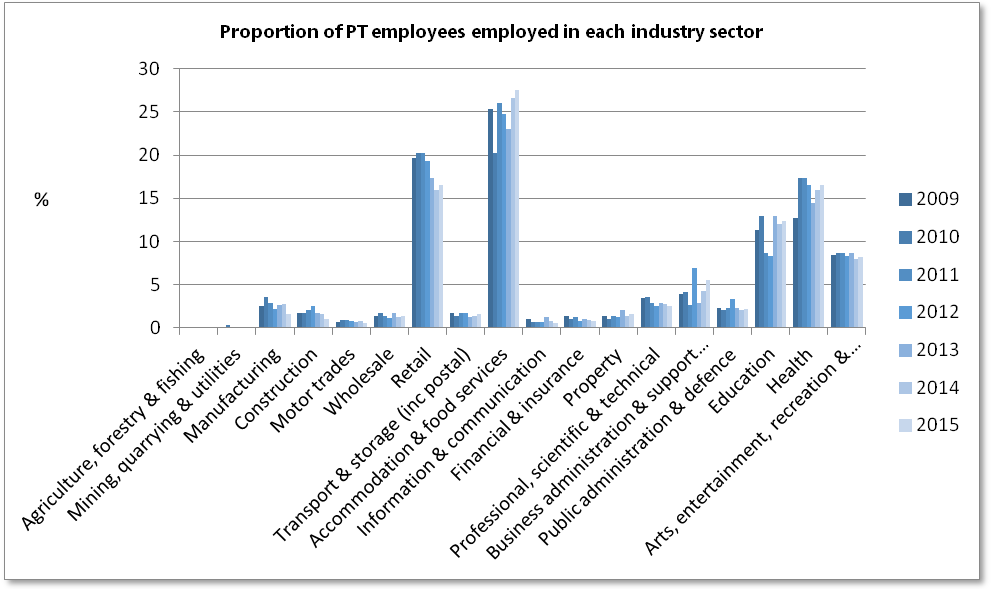 Proportion of PT employees employed in each industry sector
30
25
20
15
10
5
0
%
Agriculture, forestry & fishing
Mining, quarrying & utilities
Manufacturing
Construction
Motor trades
Wholesale
Retail
Transport & storage (inc postal)
Accommodation & food services
Information & communication
Financial & insurance
Property
Professional, scientific & technical
Business administration & support...
Public administration & defence
Education
Health
Arts, entertainment, recreation &...
2009
2010
2011
2012
2013
2014
2015